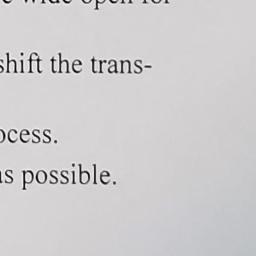 wide open for
shift the trans-
ocess.
as possible.